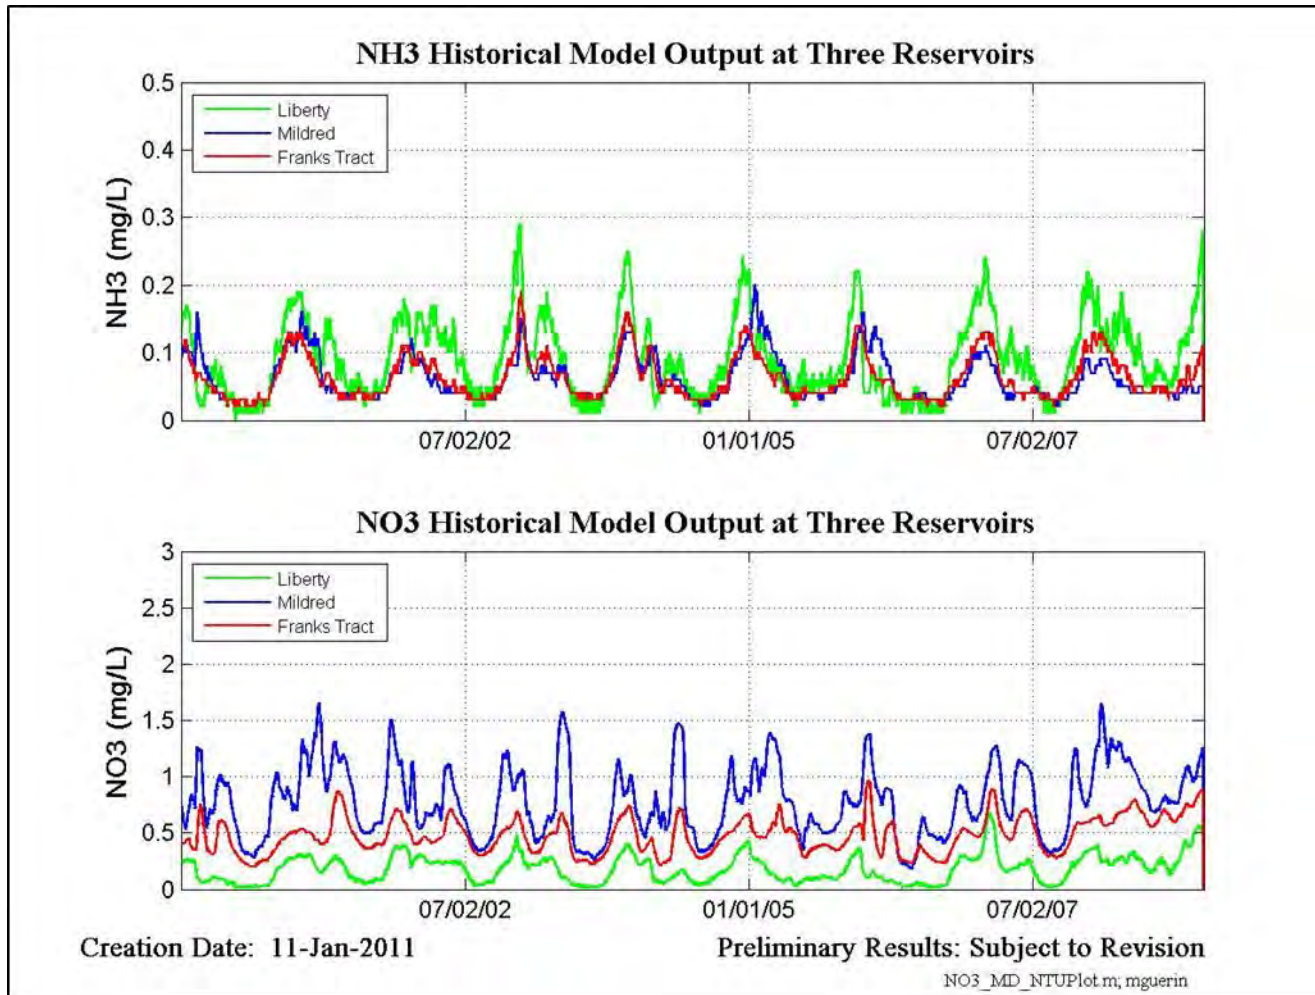 NH3 Historical Model Output at Three Reservoirs
0.5
0.4
0.3
0.2
0.1
0
NH3 (mg/L)
Liberty
Mildred
Franks Tract
07/02/02
01/01/05
07/02/07
NO3 Historical Model Output at Three Reservoirs
3
2.5
2
1.5
1
0.5
0
NO3 (mg/L)
Liberty
Mildred
Franks Tract
07/02/02
01/01/05
07/02/07
Creation Date: 11-Jan-2011
Preliminary Results: Subject to Revision
NO3_MD_NTUPlot.m; mguerin